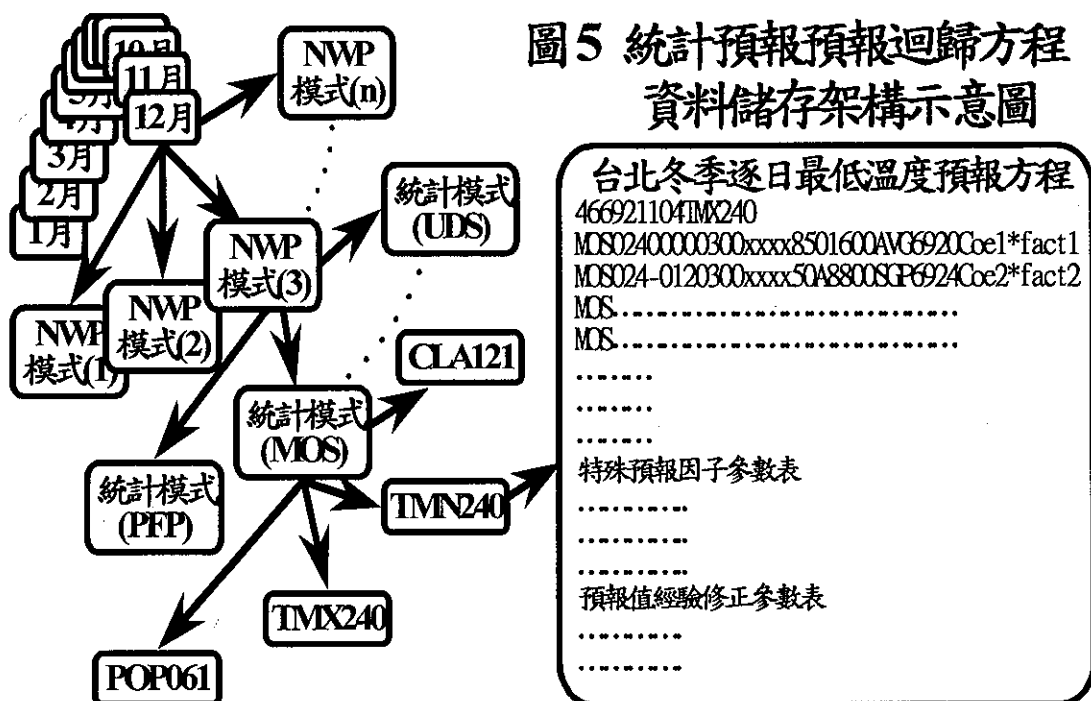 圖5 統計預報預報迴歸方程
資料儲存架構示意圖
10月
11月
12月
3月
2月
1月
NWP
模式(n)
NWP
模式(3)
NWP
模式(2)
NWP
模式(1)
統計模式
(UDS)
統計模式
(MOS)
統計模式
(PFP)
CLA121
TMN240
TMX240
POP061
台北冬季逐日最低溫度預報方程
466921104TMX240
MOS02400000300xxxx8501600AVG6920Coe1*fact1
MOS024-0120300xxxx50A8800SGP6924Coe2*fact2
MOS.......................................
MOS.......................................
.........
.........
.........
特殊預報因子參數表
.............
.............
.............
預報值經驗修正參數表
............
............